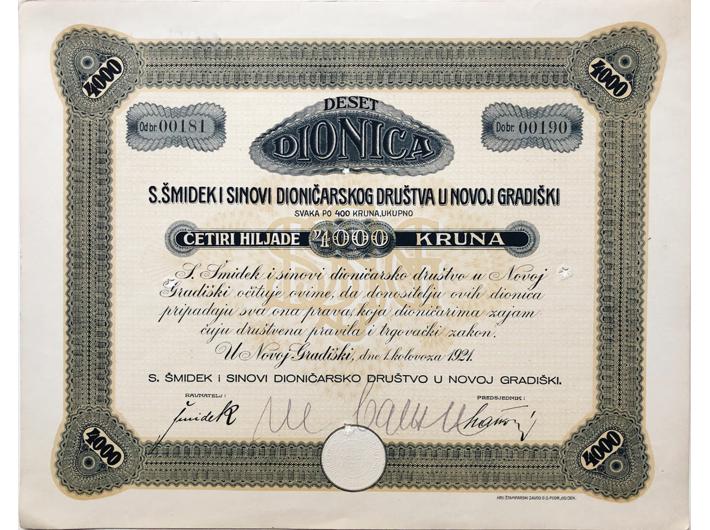 4000 4000
DESET
DIONICA
Od br. 00181 Do br. 00190
S. ŠMIDEK I SINOVI DIONIČARSKOG DRUŠTVA U NOVOJ GRADIŠKI
SVAKA PO 400 KRUNA, UKUPNO
ČETIRI HILJADE 4000 KRUNA
S. Šmidek i sinovi dioničarsko društvo u Novoj
Gradiški očituje ovime, da donositelju ovih dionica
pripadaju sva ona prava, koja dioničarima zajam
čuju društvena pravila i trgovački zakon.
U Novoj Gradiški, dne 1. kolovoza 1921.
S. ŠMIDEK I SINOVI DIONIČARSKO DRUŠTVO U NOVOJ GRADIŠKI.
RAVNATELJ: PREDSJEDNIK:
Šmidek
4000 4000